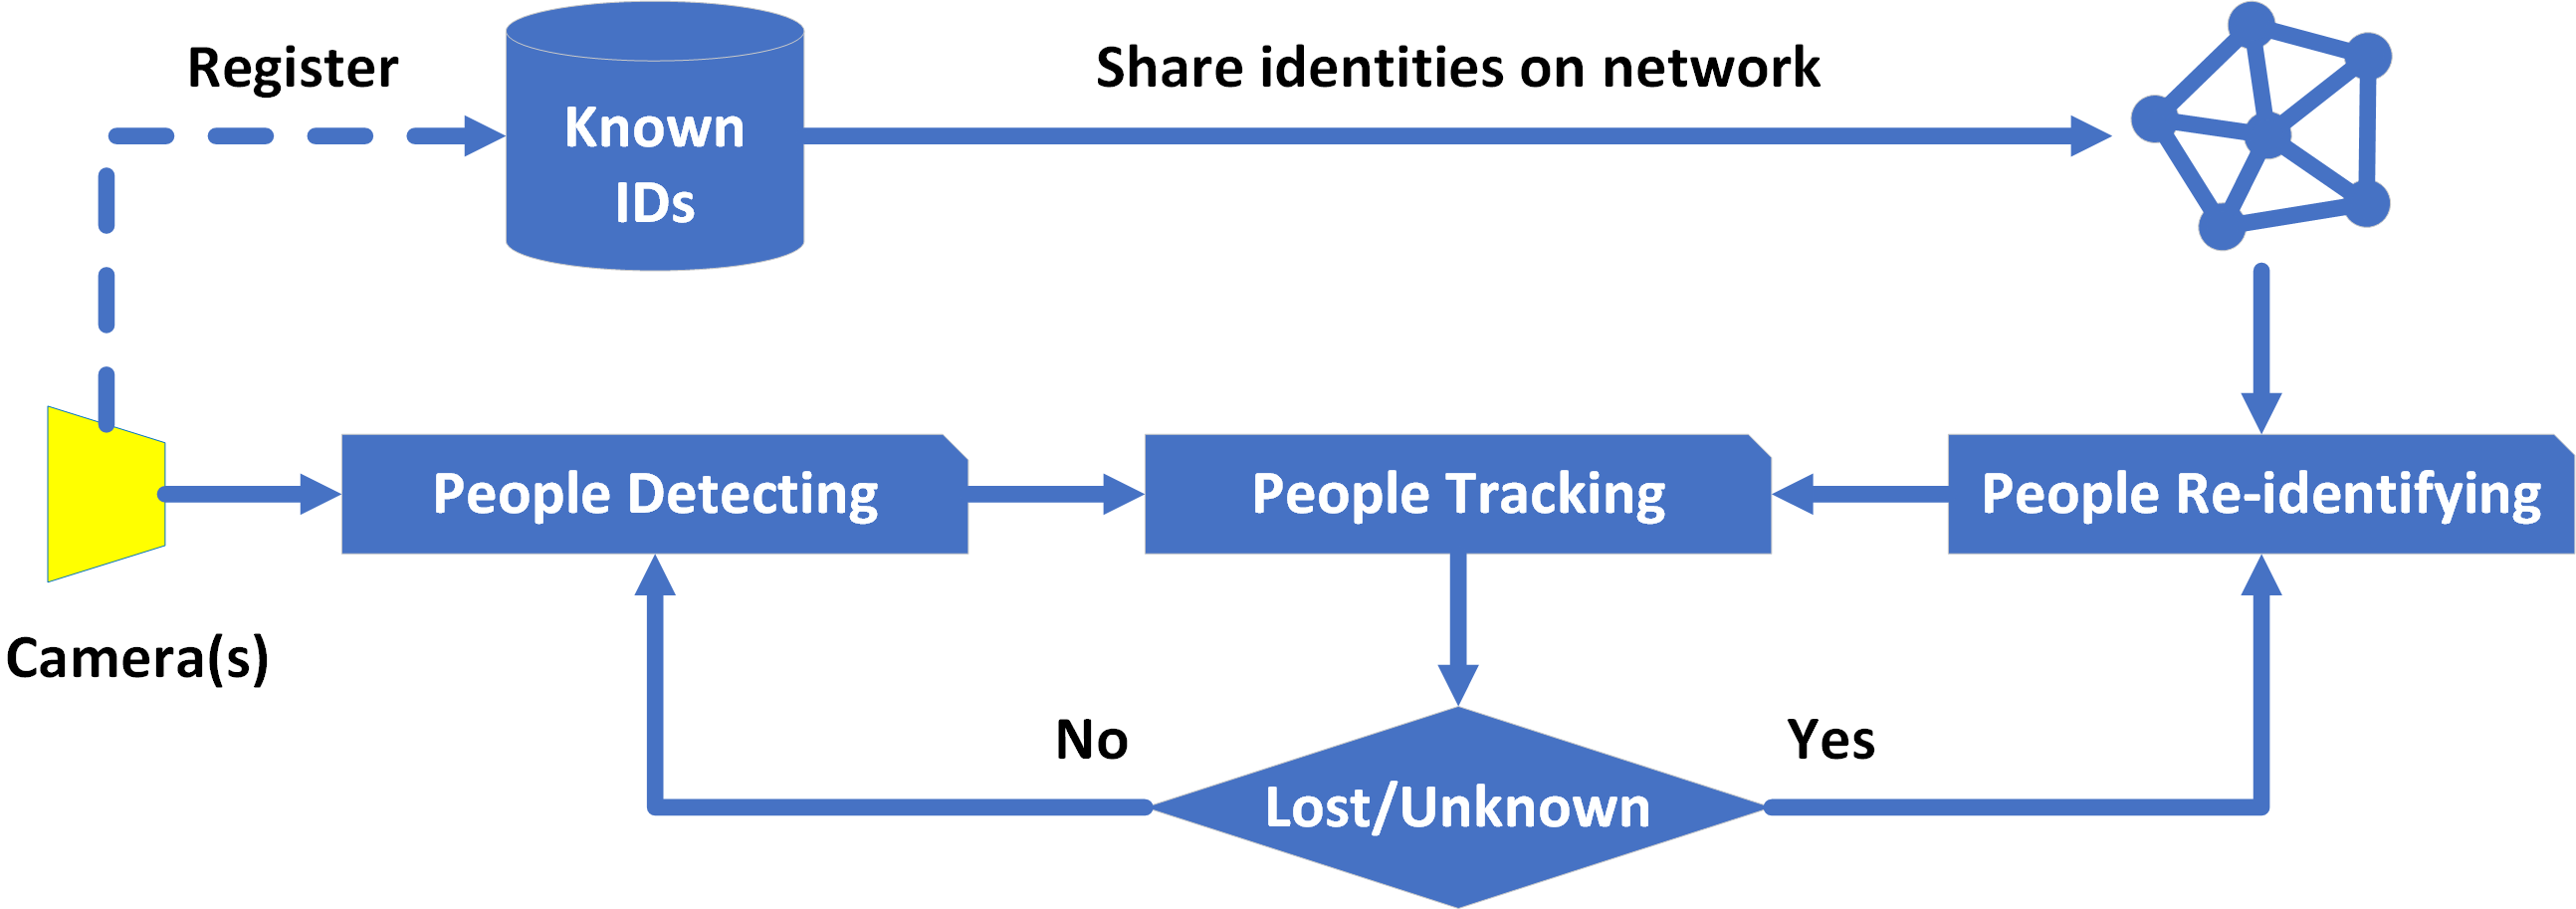 Register
Known
IDs
Share identities on network
People Detecting
People Tracking
People Re-identifying
Camera(s)
No
Yes
Lost/Unknown